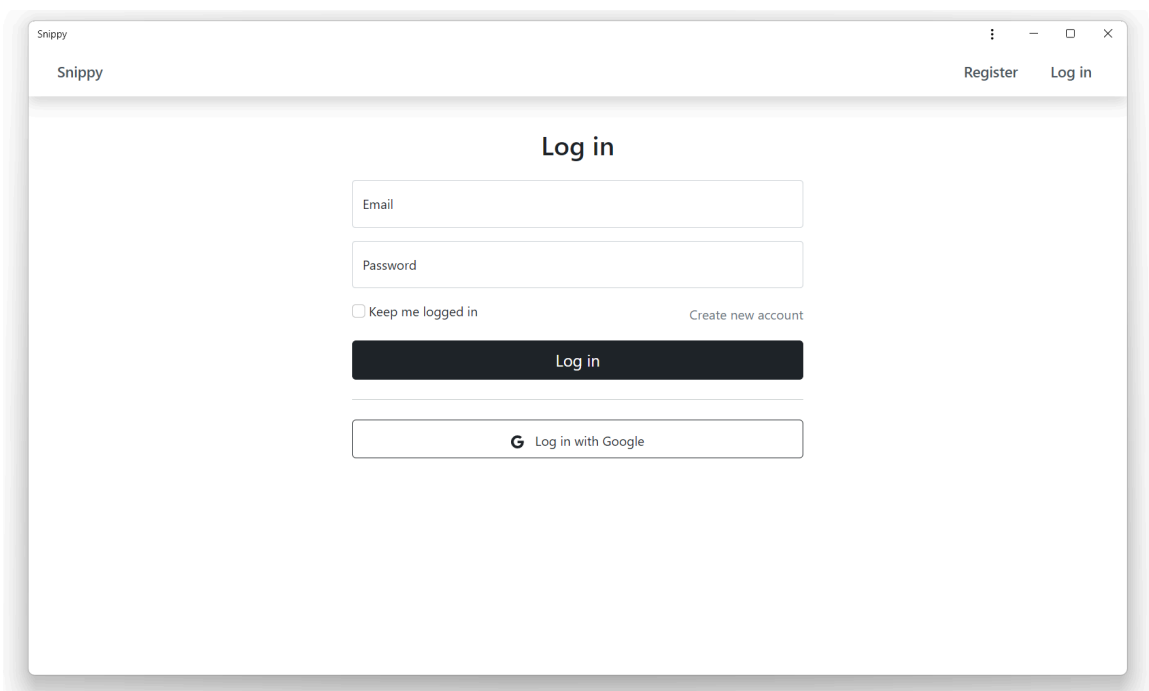 Snippy
Snippy Register Log in
Log in
Email
Password
Keep me logged in Create new account
Log in
Log in with Google